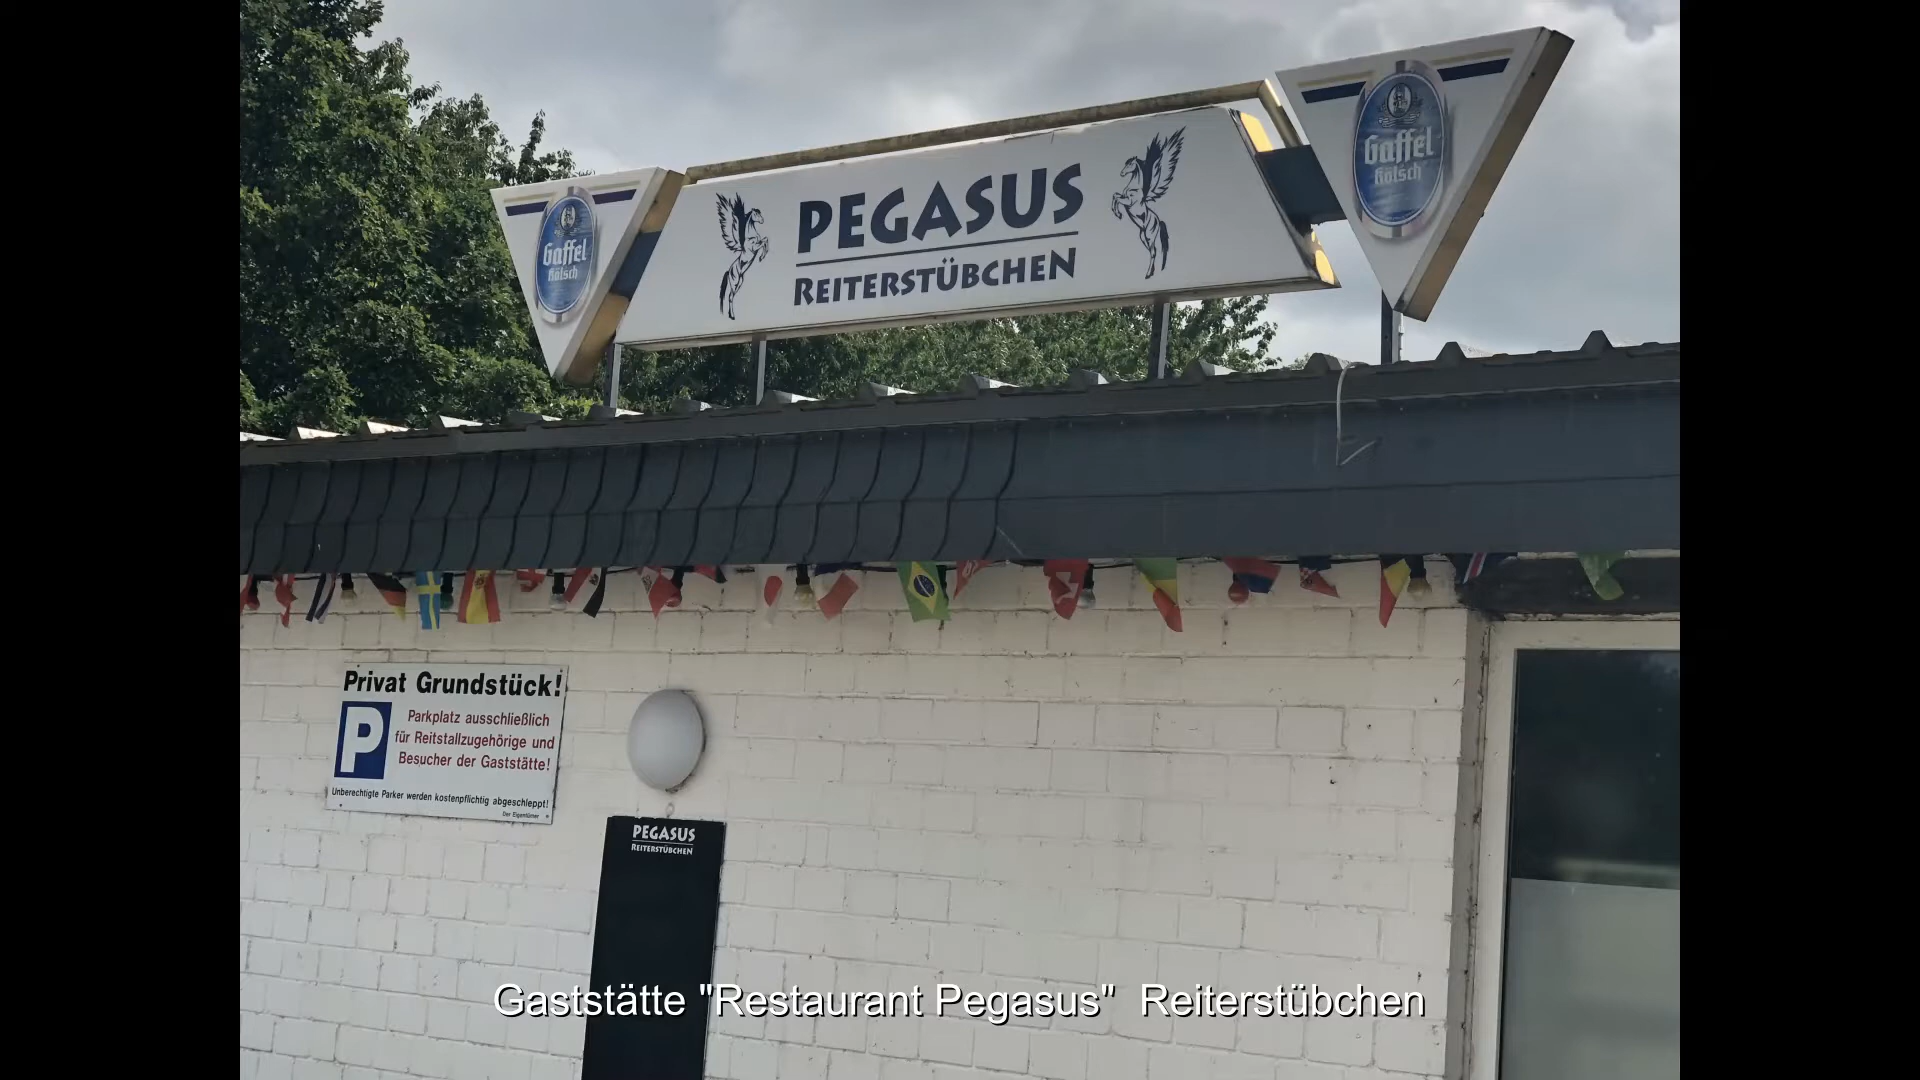 Gaffel
Kölsch
PEGASUS
REITERSTÜBCHEN
Gaffel
Kölsch
Privat Grundstück!
P
Parkplatz ausschließlich
für Reitstallzugehörige und
Besucher der Gaststätte!
Unberechtigte Parker werden kostenpflichtig abgeschleppt!
Der Eigentümer
PEGASUS
REITERSTÜBCHEN
Gaststätte "Restaurant Pegasus"  Reiterstübchen